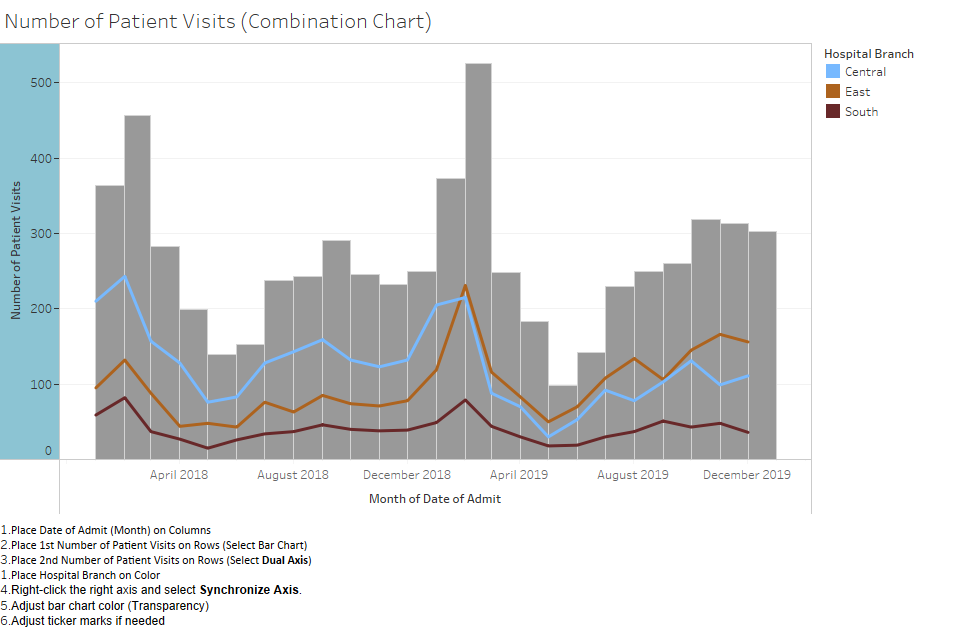 Number of Patient Visits (Combination Chart)
Hospital Branch
Central
East
South
Number of Patient Visits
500
400
300
200
100
0
April 2018
August 2018
December 2018
April 2019
August 2019
December 2019
Month of Date of Admit
1.Place Date of Admit (Month) on Columns
2.Place 1st Number of Patient Visits on Rows (Select Bar Chart)
3.Place 2nd Number of Patient Visits on Rows (Select Dual Axis)
1.Place Hospital Branch on Color
4.Right-click the right axis and select Synchronize Axis.
5.Adjust bar chart color (Transparency)
6.Adjust ticker marks if needed